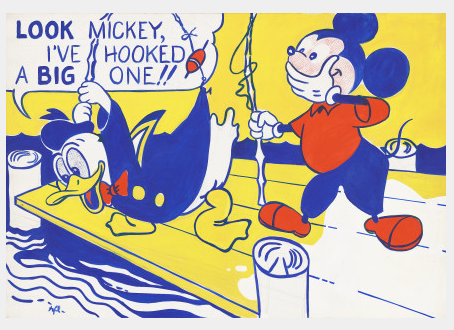 LOOK MICKEY,
I'VE HOOKED
A BIG ONE!!